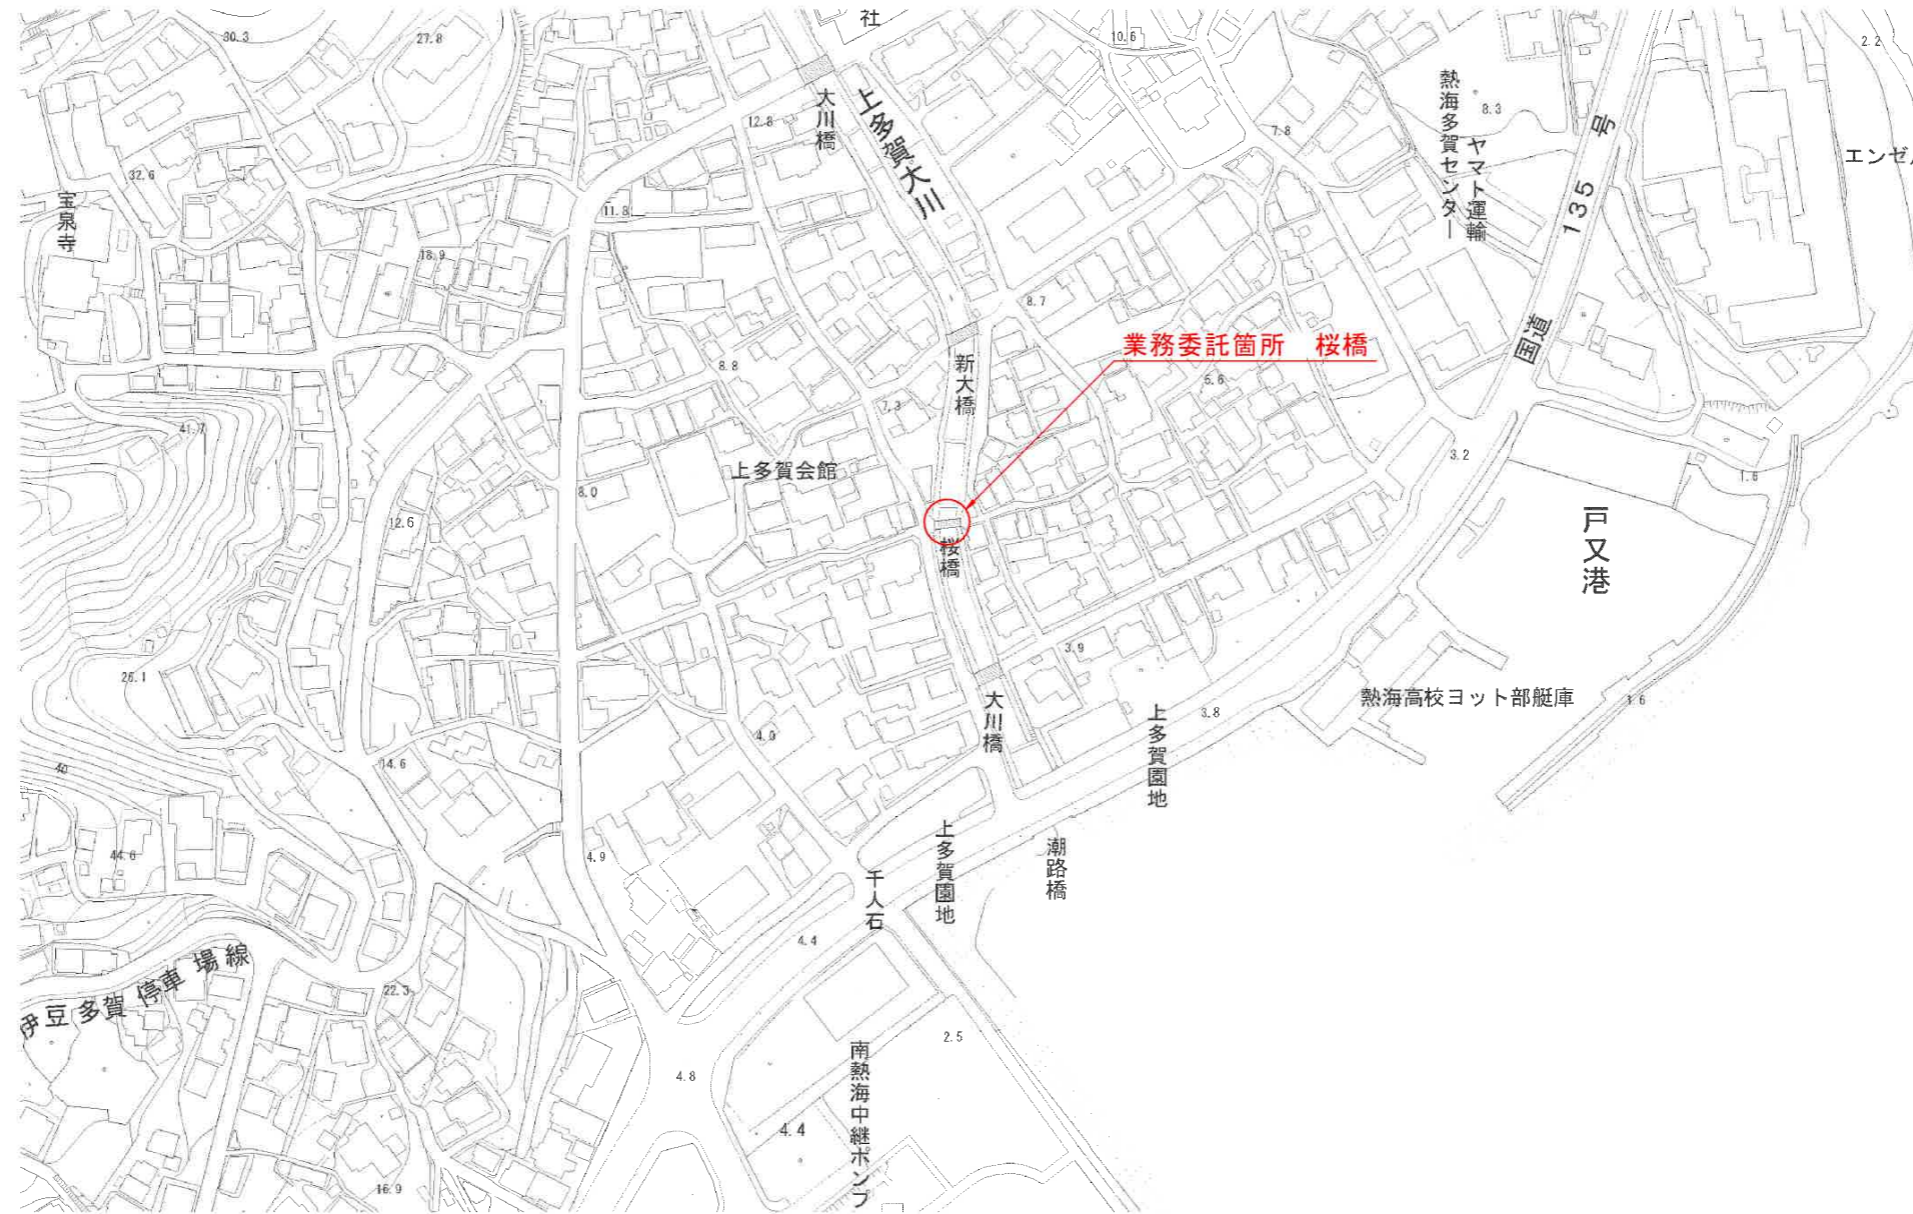 社
30.3
27.8
10.6
2.2
大川橋
上多賀大川
12.8
熱海多賀センター
ヤマト運輸
8.3
7.8
国道 135 号
32.6
宝泉寺
11.3
18.9
8.7
業務委託箇所 桜橋
新大橋
8.8
7.3
5.6
41.7
上多賀会館
8.0
3.2
1.6
12.6
戸又港
桜橋
3.9
26.1
大川橋
上多賀園地
3.8
熱海高校ヨット部艇庫
1.6
4.0
14.6
40
44.6
4.9
上多賀園地
潮路橋
千人石
4.4
伊豆多賀停車場線
22.3
2.5
南熱海中継ポンプ
4.8
4.4
16.9